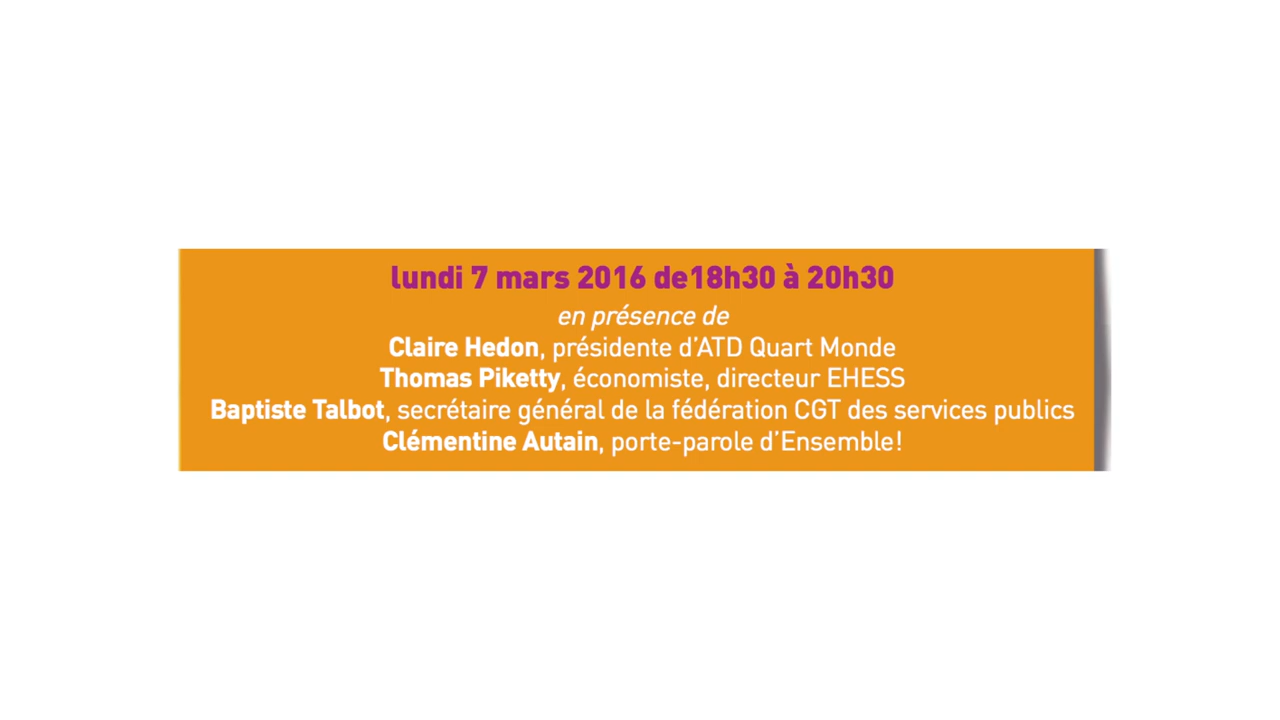 lundi 7 mars 2016 de18h30 à 20h30
en présence de
Claire Hedon, présidente d’ATD Quart Monde
Thomas Piketty, économiste, directeur EHESS
Baptiste Talbot, secrétaire général de la fédération CGT des services publics
Clémentine Autain, porte-parole d’Ensemble!